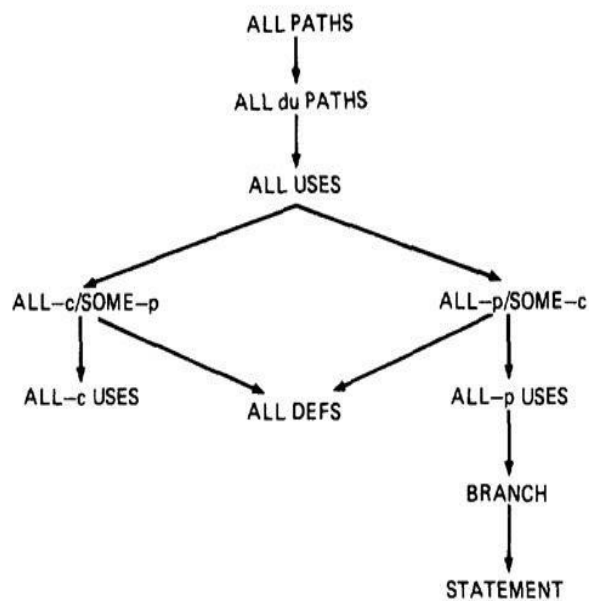 ALL PATHS
ALL du PATHS
ALL USES
ALL–c/SOME–p
ALL–p/SOME–c
ALL–c USES
ALL DEFS
ALL–p USES
BRANCH
STATEMENT